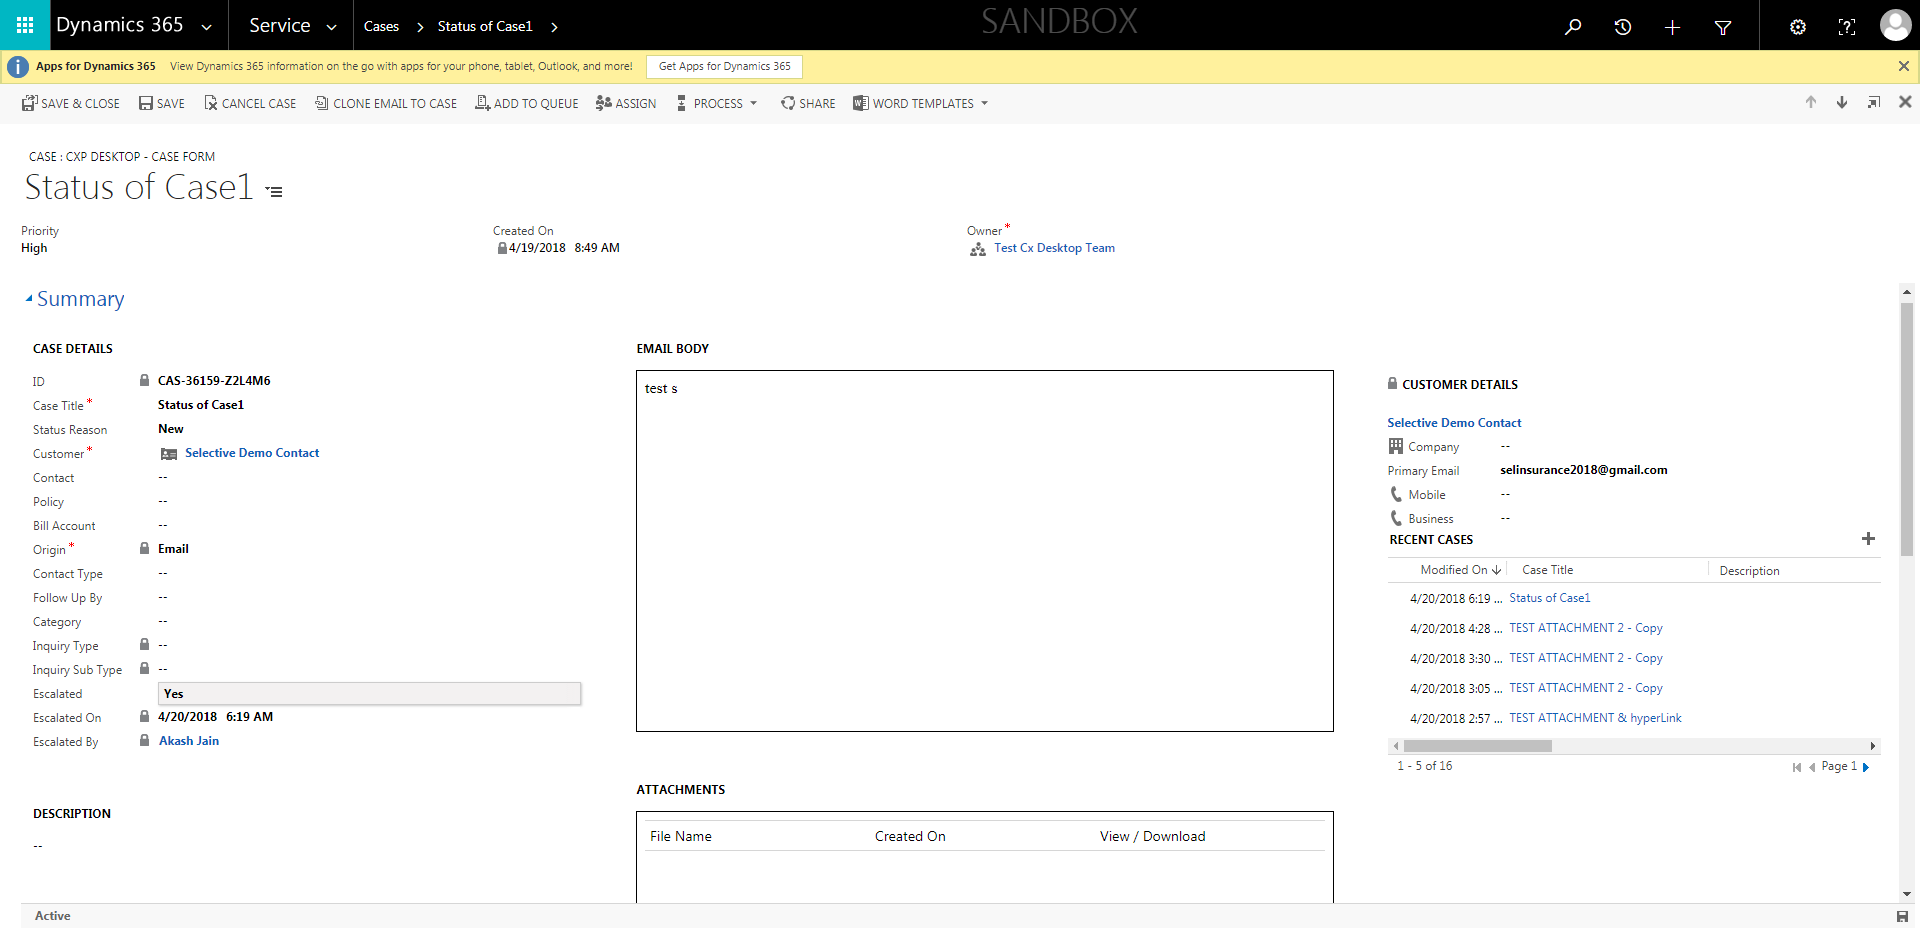 Dynamics 365 Service Cases Status of Case1 SANDBOX
Apps for Dynamics 365 View Dynamics 365 information on the go with apps for your phone, tablet, Outlook, and more! Get Apps for Dynamics 365
SAVE & CLOSE SAVE CANCEL CASE CLONE EMAIL TO CASE ADD TO QUEUE ASSIGN PROCESS SHARE WORD TEMPLATES
CASE : CXP DESKTOP - CASE FORM
Status of Case1
Priority
High
Created On
4/19/2018 8:49 AM
Owner*
Test Cx Desktop Team
Summary
CASE DETAILS
ID CAS-36159-Z2L4M6
Case Title* Status of Case1
Status Reason New
Customer* Selective Demo Contact
Contact --
Policy --
Bill Account --
Origin* Email
Contact Type --
Follow Up By --
Category --
Inquiry Type --
Inquiry Sub Type --
Escalated Yes
Escalated On 4/20/2018 6:19 AM
Escalated By Akash Jain
DESCRIPTION
--
EMAIL BODY
test s
ATTACHMENTS
File Name Created On View / Download
CUSTOMER DETAILS
Selective Demo Contact
Company --
Primary Email selinsurance2018@gmail.com
Mobile --
Business --
RECENT CASES
Modified On Case Title Description
4/20/2018 6:19 ... Status of Case1
4/20/2018 4:28 ... TEST ATTACHMENT 2 - Copy
4/20/2018 3:30 ... TEST ATTACHMENT 2 - Copy
4/20/2018 3:05 ... TEST ATTACHMENT 2 - Copy
4/20/2018 2:57 ... TEST ATTACHMENT & hyperLink
1 - 5 of 16 Page 1
Active